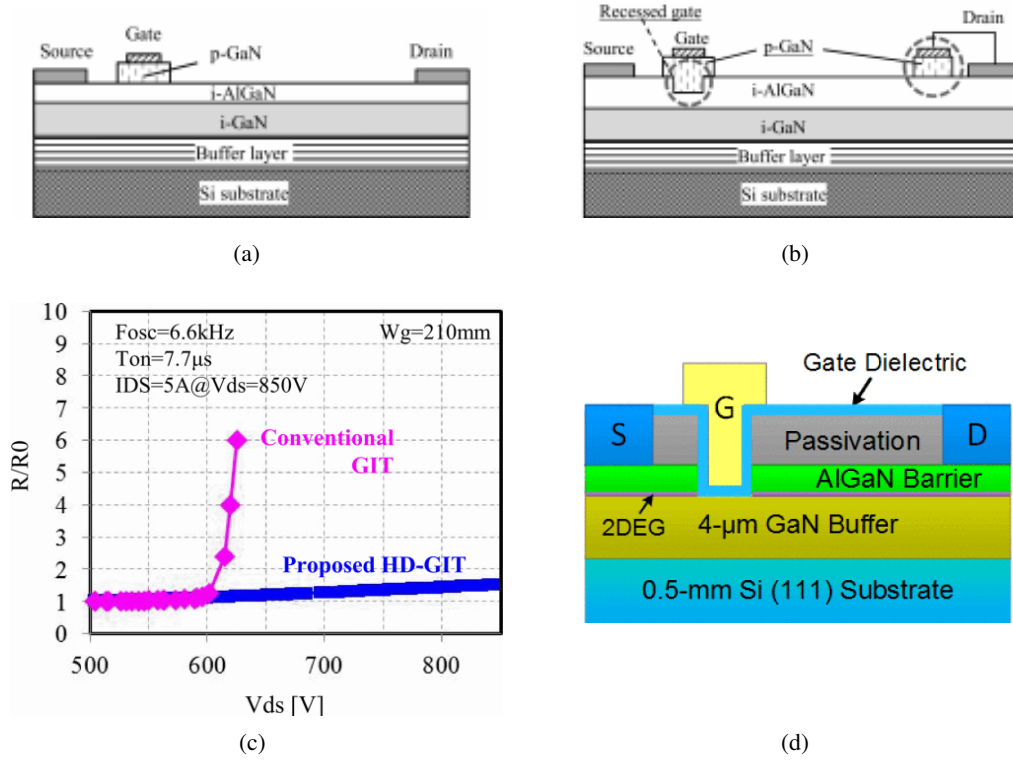 Gate
Source
p-GaN
Drain
i-AlGaN
i-GaN
Buffer layer
Si substrate
(a)
Recessed gate
Gate
Source
p-GaN
Drain
i-AlGaN
i-GaN
Buffer layer
Si substrate
(b)
10
9
8
7
6
5
4
3
2
1
0
R/R0
Fosc=6.6kHz
Wg=210mm
Ton=7.7μs
IDS=5A@Vds=850V
Conventional
GIT
Proposed HD-GIT
500
600
700
800
Vds [V]
(c)
Gate Dielectric
G
S
Passivation
D
AlGaN Barrier
2DEG
4-μm GaN Buffer
0.5-mm Si (111) Substrate
(d)